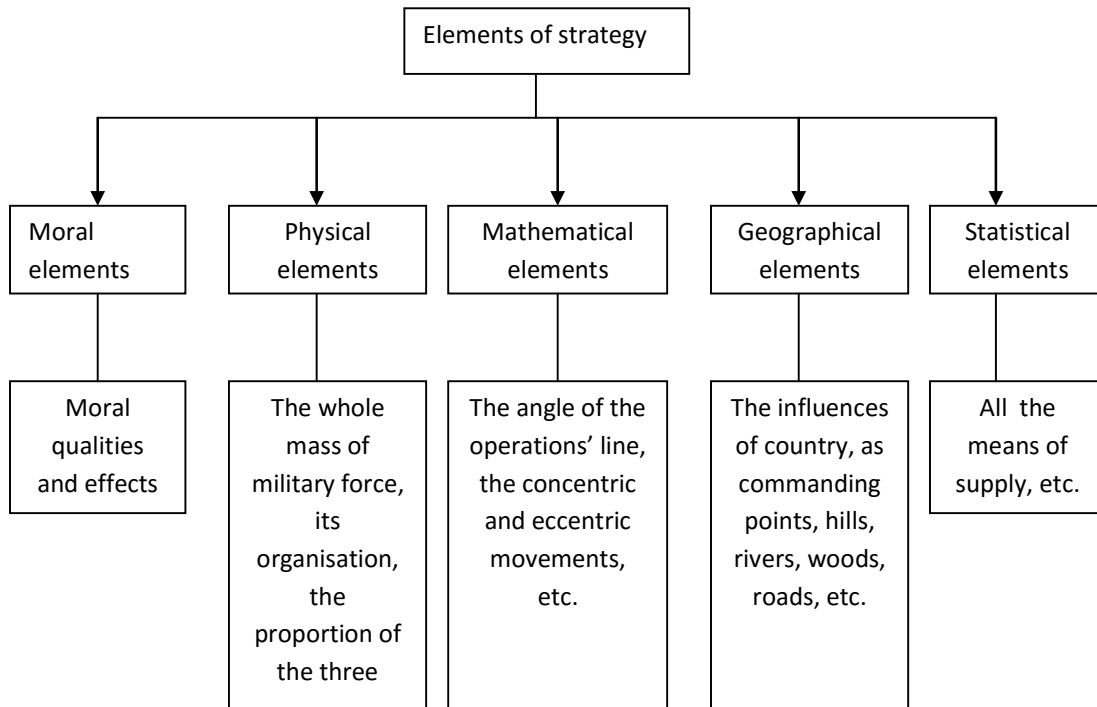 Elements of strategy
Moral
elements
Physical
elements
Mathematical
elements
Geographical
elements
Statistical
elements
Moral
qualities
and effects
The whole
mass of
military force,
its
organisation,
the
proportion of
the three
The angle of the
operations’ line,
the concentric
and eccentric
movements,
etc.
The influences
of country, as
commanding
points, hills,
rivers, woods,
roads, etc.
All the
means of
supply, etc.